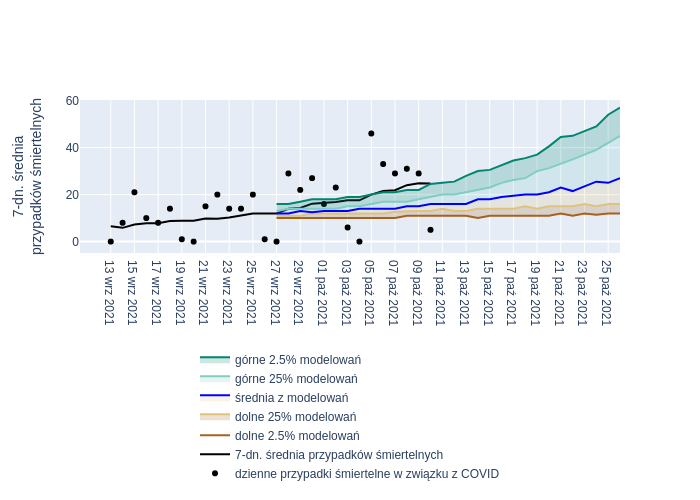 7-dn. średnia
przypadków śmiertelnych
60
40
20
0
13 wrz 2021
15 wrz 2021
17 wrz 2021
19 wrz 2021
21 wrz 2021
23 wrz 2021
25 wrz 2021
27 wrz 2021
29 wrz 2021
01 paź 2021
03 paź 2021
05 paź 2021
07 paź 2021
09 paź 2021
11 paź 2021
13 paź 2021
15 paź 2021
17 paź 2021
19 paź 2021
21 paź 2021
23 paź 2021
25 paź 2021
górne 2.5% modelowań
górne 25% modelowań
średnia z modelowań
dolne 25% modelowań
dolne 2.5% modelowań
7-dn. średnia przypadków śmiertelnych
dzienne przypadki śmiertelne w związku z COVID